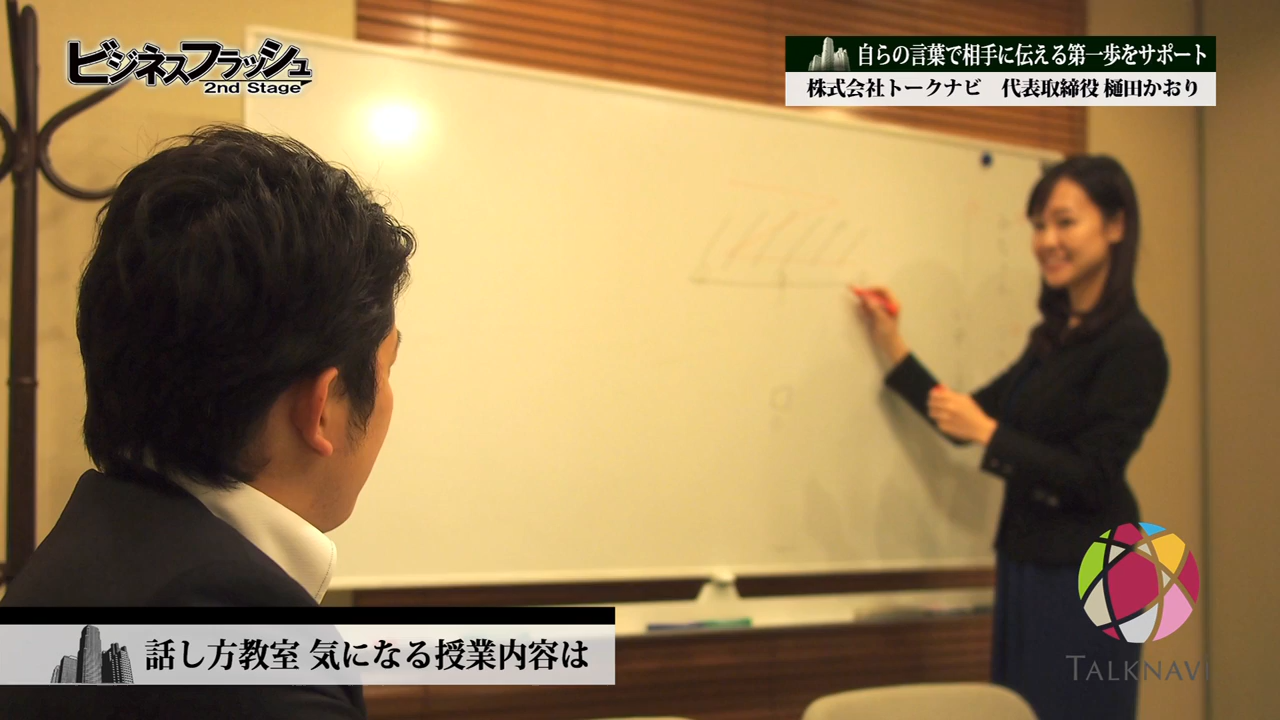 ビジネスフラッシュ
2nd Stage
自らの言葉で相手に伝える第一歩をサポート
株式会社トークナビ 代表取締役 樋田かおり
話し方教室 気になる授業内容は
TALKNAVI